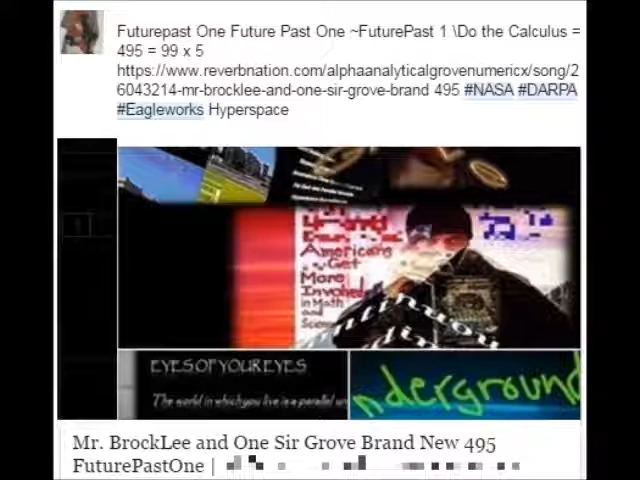 Futurepast One Future Past One ~FuturePast 1 \Do the Calculus =
495 = 99 x 5
https://www.reverbnation.com/alphaanalyticalgrovenumericx/song/2
6043214-mr-brocklee-and-one-sir-grove-brand 495 #NASA #DARPA
#Eagleworks Hyperspace
Americans
Get
More
Involved
in Math
and
EYES OF YOUR EYES
The world in which you live is a parallel
nderground
Mr. BrockLee and One Sir Grove Brand New 495
FuturePastOne |